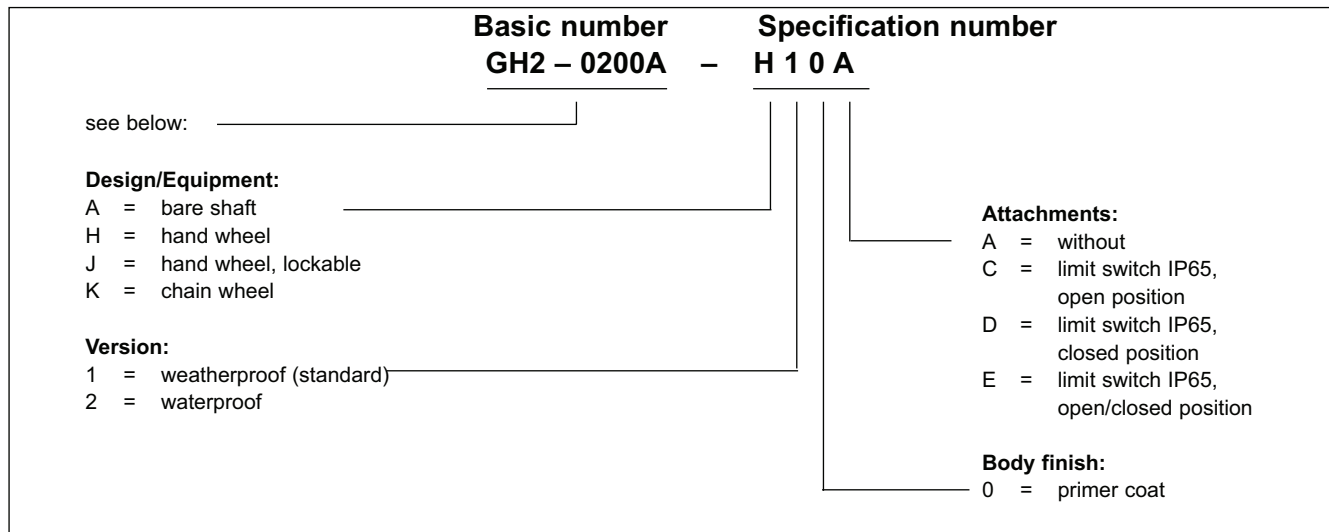 Basic number Specification number
GH2 – 0200A – H 1 0 A
see below:
Design/Equipment:
A = bare shaft
H = hand wheel
J = hand wheel, lockable
K = chain wheel
Version:
1 = weatherproof (standard)
2 = waterproof
Attachments:
A = without
C = limit switch IP65,
open position
D = limit switch IP65,
closed position
E = limit switch IP65,
open/closed position
Body finish:
0 = primer coat